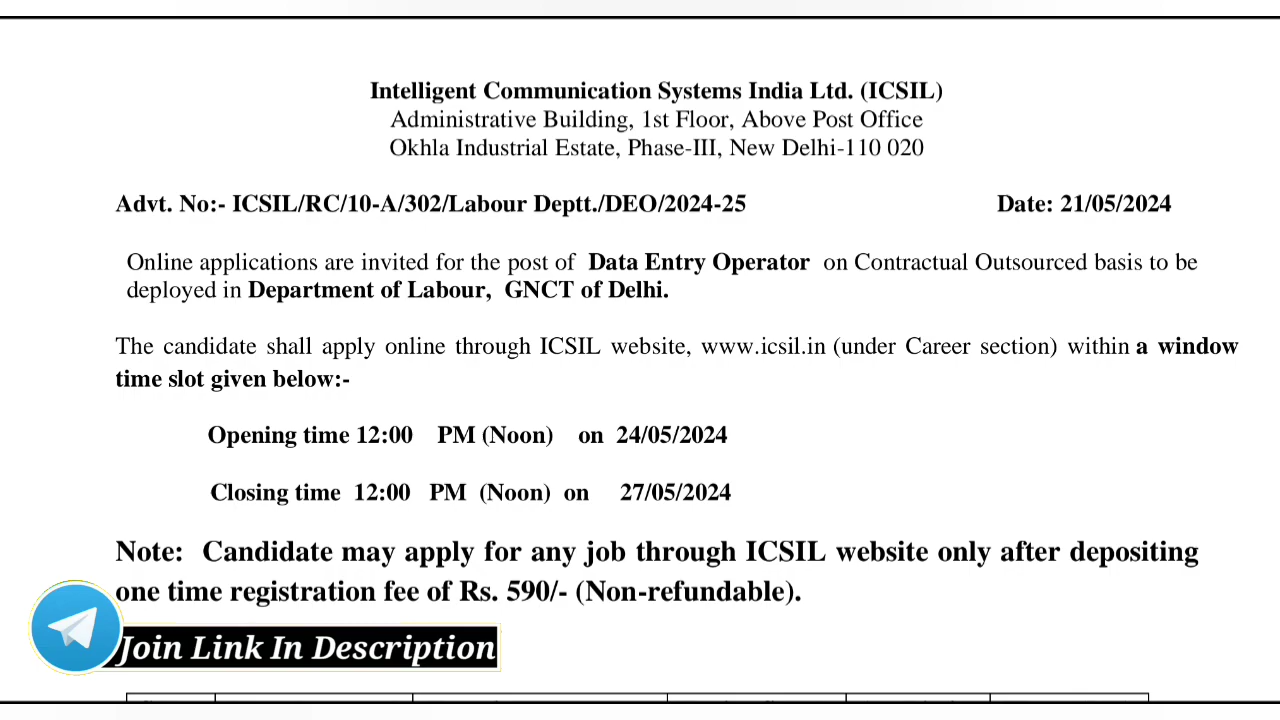 Intelligent Communication Systems India Ltd. (ICSIL)
Administrative Building, 1st Floor, Above Post Office
Okhla Industrial Estate, Phase-III, New Delhi-110 020
Advt. No:- ICSIL/RC/10-A/302/Labour Deptt./DEO/2024-25 Date: 21/05/2024
Online applications are invited for the post of Data Entry Operator on Contractual Outsourced basis to be
deployed in Department of Labour, GNCT of Delhi.
The candidate shall apply online through ICSIL website, www.icsil.in (under Career section) within a window
time slot given below:-
Opening time 12:00 PM (Noon) on 24/05/2024
Closing time 12:00 PM (Noon) on 27/05/2024
Note: Candidate may apply for any job through ICSIL website only after depositing
one time registration fee of Rs. 590/- (Non-refundable).
Join Link In Description